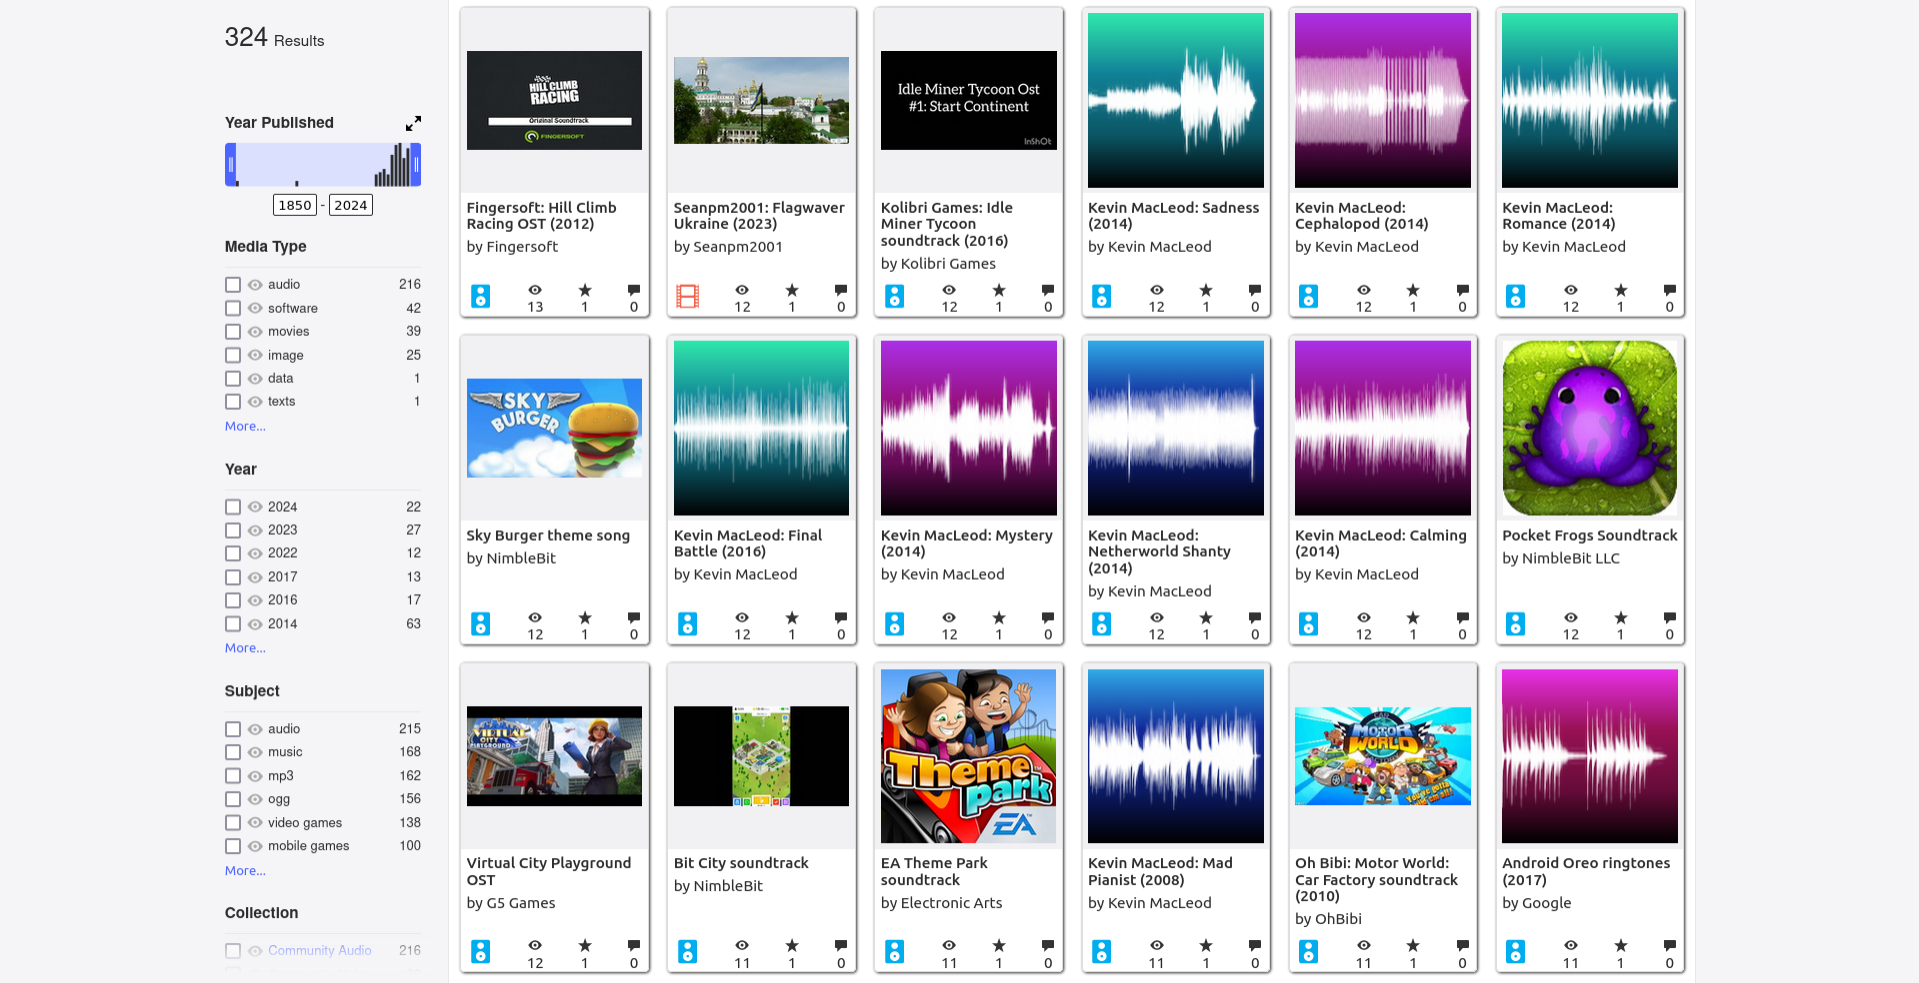 324 Results
Year Published
1850 - 2024
Media Type
audio 216
software 42
movies 39
image 25
data 1
texts 1
More...
Year
2024 22
2023 27
2022 12
2017 13
2016 17
2014 63
More...
Subject
audio 215
music 168
mp3 162
ogg 156
video games 138
mobile games 100
More...
Collection
Community Audio 216
HILL CLIMB
RACING
Original Soundtrack
FINGERSOFT
Fingersoft: Hill Climb
Racing OST (2012)
by Fingersoft
13 1 0
Seanpm2001: Flagwaver
Ukraine (2023)
by Seanpm2001
12 1 0
Idle Miner Tycoon Ost
#1: Start Continent
InShOt
Kolibri Games: Idle
Miner Tycoon
soundtrack (2016)
by Kolibri Games
12 1 0
Kevin MacLeod: Sadness
(2014)
by Kevin MacLeod
12 1 0
Kevin MacLeod:
Cephalopod (2014)
by Kevin MacLeod
12 1 0
Kevin MacLeod:
Romance (2014)
by Kevin MacLeod
12 1 0
SKY
BURGER
Sky Burger theme song
by NimbleBit
12 1 0
Kevin MacLeod: Final
Battle (2016)
by Kevin MacLeod
12 1 0
Kevin MacLeod: Mystery
(2014)
by Kevin MacLeod
12 1 0
Kevin MacLeod:
Netherworld Shanty
(2014)
by Kevin MacLeod
12 1 0
Kevin MacLeod: Calming
(2014)
by Kevin MacLeod
12 1 0
Pocket Frogs Soundtrack
by NimbleBit LLC
12 1 0
VIRTUAL
CITY
PLAYGROUND
Virtual City Playground
OST
by G5 Games
12 1 0
Bit City soundtrack
by NimbleBit
11 1 0
Theme
park
EA
EA Theme Park
soundtrack
by Electronic Arts
11 1 0
Kevin MacLeod: Mad
Pianist (2008)
by Kevin MacLeod
11 1 0
MOTOR
WORLD
You've gotta
build 'em all!
Oh Bibi: Motor World:
Car Factory soundtrack
(2010)
by OhBibi
11 1 0
Android Oreo ringtones
(2017)
by Google
11 1 0